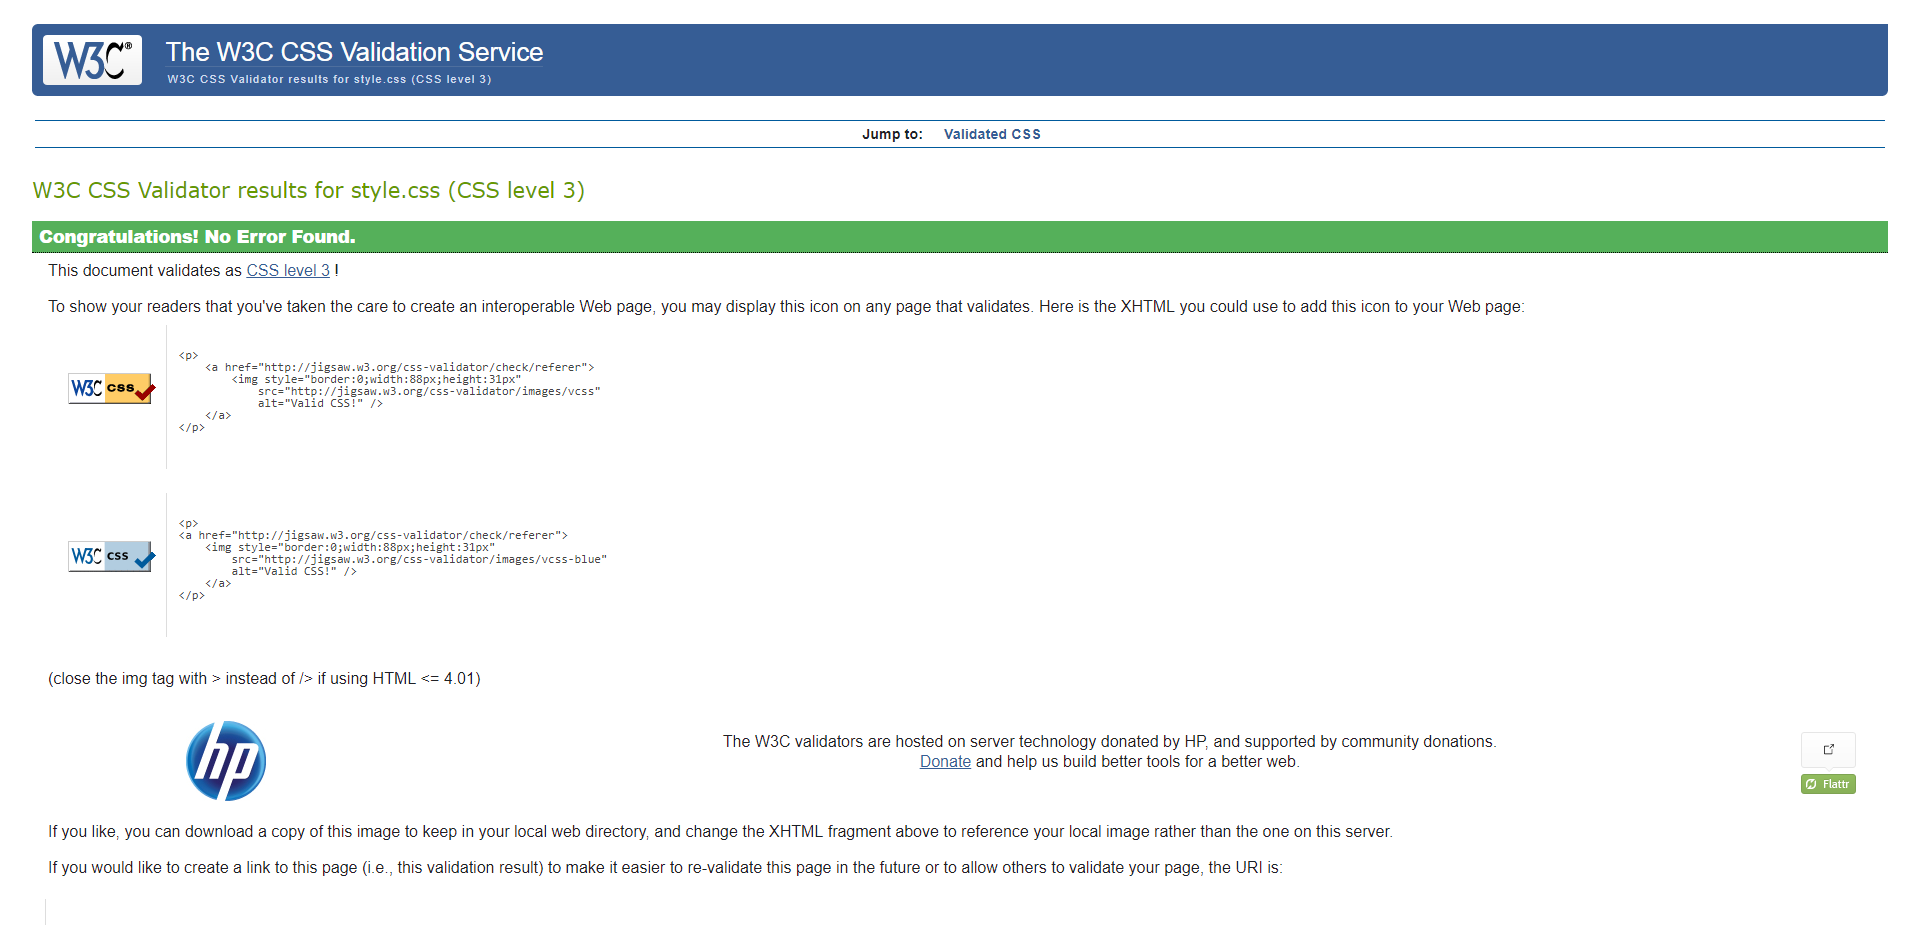 W3C®
The W3C CSS Validation Service
W3C CSS Validator results for style.css (CSS level 3)
Jump to: Validated CSS
W3C CSS Validator results for style.css (CSS level 3)
Congratulations! No Error Found.
This document validates as CSS level 3 !
To show your readers that you've taken the care to create an interoperable Web page, you may display this icon on any page that validates. Here is the XHTML you could use to add this icon to your Web page:
W3C css
<p>
    <a href="http://jigsaw.w3.org/css-validator/check/referer">
        <img style="border:0;width:88px;height:31px"
            src="http://jigsaw.w3.org/css-validator/images/vcss"
            alt="Valid CSS!" />
    </a>
</p>
W3C css
<p>
<a href="http://jigsaw.w3.org/css-validator/check/referer">
    <img style="border:0;width:88px;height:31px"
        src="http://jigsaw.w3.org/css-validator/images/vcss-blue"
        alt="Valid CSS!" />
    </a>
</p>
(close the img tag with > instead of /> if using HTML <= 4.01)
hp
The W3C validators are hosted on server technology donated by HP, and supported by community donations.
Donate and help us build better tools for a better web.
Flattr
If you like, you can download a copy of this image to keep in your local web directory, and change the XHTML fragment above to reference your local image rather than the one on this server.
If you would like to create a link to this page (i.e., this validation result) to make it easier to re-validate this page in the future or to allow others to validate your page, the URI is: